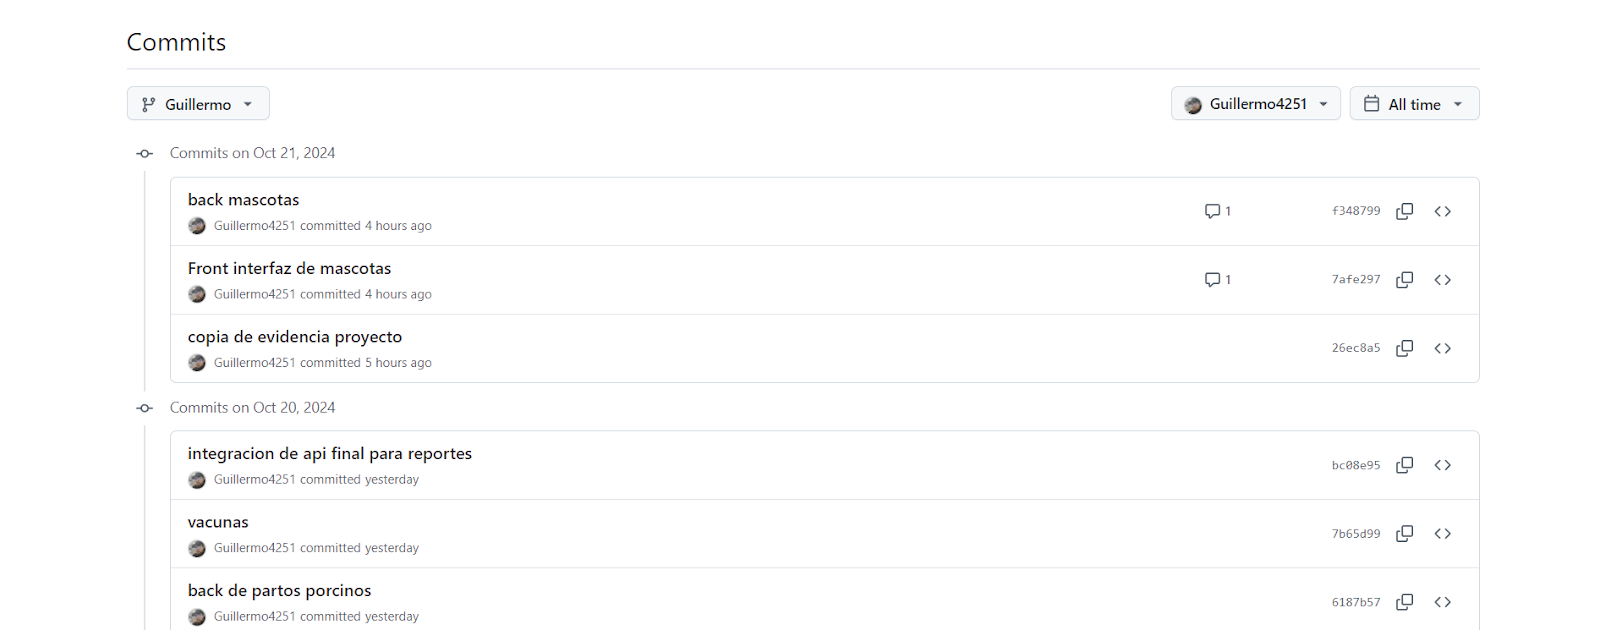 Commits
Guillermo
Guillermo4251
All time
Commits on Oct 21, 2024
back mascotas
Guillermo4251 committed 4 hours ago
1
f348799
Front interfaz de mascotas
Guillermo4251 committed 4 hours ago
1
7afe297
copia de evidencia proyecto
Guillermo4251 committed 5 hours ago
26ec8a5
Commits on Oct 20, 2024
integracion de api final para reportes
Guillermo4251 committed yesterday
bc08e95
vacunas
Guillermo4251 committed yesterday
7b65d99
back de partos porcinos
Guillermo4251 committed yesterday
6187b57